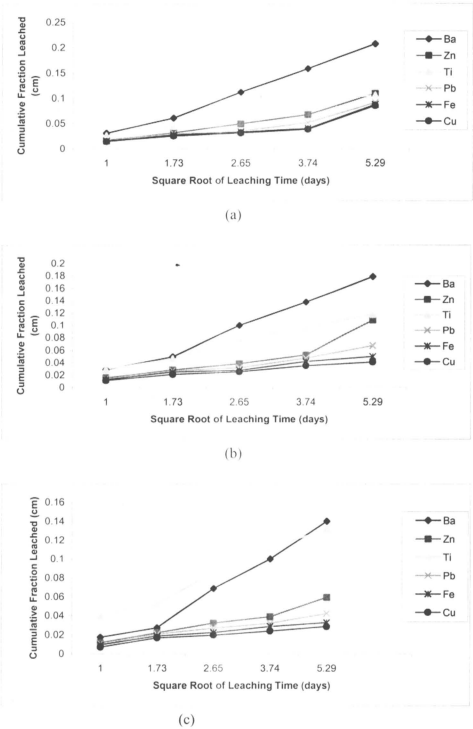 Cumulative Fraction Leached
(cm)
0.25
0.2
0.15
0.1
0.05
0
1 1.73 2.65 3.74 5.29
Square Root of Leaching Time (days)
Ba
Zn
Ti
Pb
Fe
Cu
(a)
Cumulative Fraction Leached
(cm)
0.2
0.18
0.16
0.14
0.12
0.1
0.08
0.06
0.04
0.02
0
1 1.73 2.65 3.74 5.29
Square Root of Leaching Time (days)
Ba
Zn
Ti
Pb
Fe
Cu
(b)
Cumulative Fraction Leached (cm)
0.16
0.14
0.12
0.1
0.08
0.06
0.04
0.02
0
1 1.73 2.65 3.74 5.29
Square Root of Leaching Time (days)
Ba
Zn
Ti
Pb
Fe
Cu
(c)